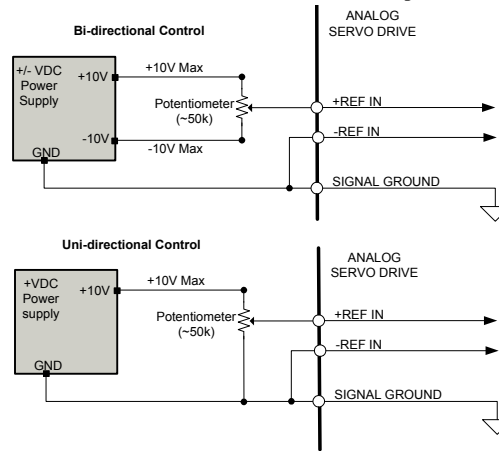 Bi-directional Control
ANALOG
SERVO DRIVE
+/- VDC
Power
Supply
+10V
+10V Max
Potentiometer
(~50k)
+REF IN
-REF IN
-10V
-10V Max
GND
SIGNAL GROUND
Uni-directional Control
ANALOG
SERVO DRIVE
+VDC
Power
supply
+10V
+10V Max
Potentiometer
(~50k)
+REF IN
-REF IN
GND
SIGNAL GROUND